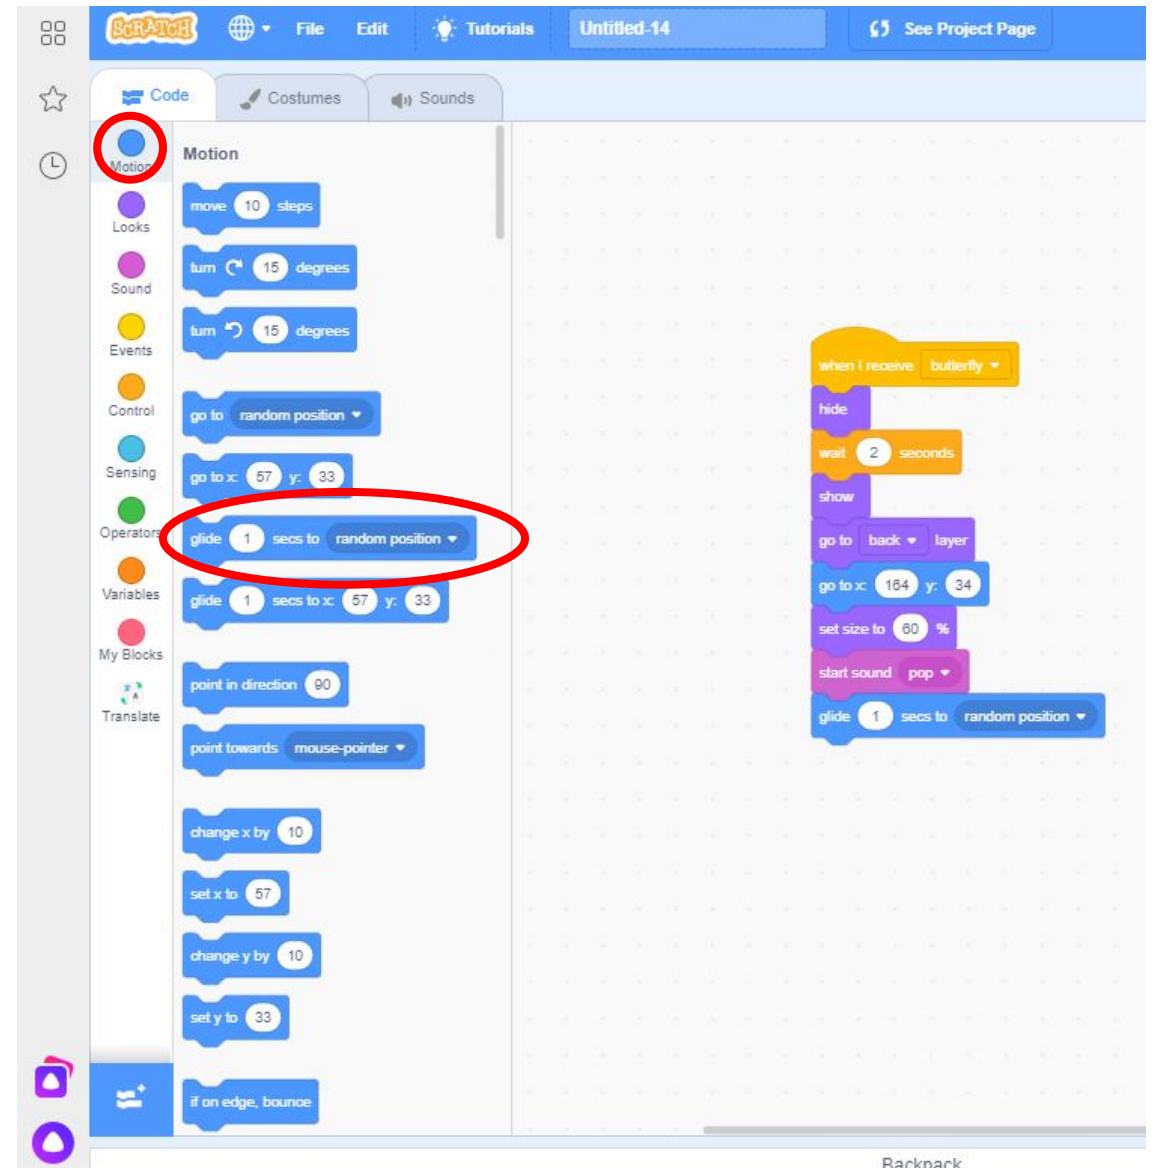 SCRATCH File Edit Tutorials Untitled-14 See Project Page
Code Costumes Sounds
Motion
Looks
Sound
Events
Control
Sensing
Operators
Variables
My Blocks
Translate
Motion
move 10 steps
turn 15 degrees
turn 15 degrees
go to random position
go to x: 57 y: 33
glide 1 secs to random position
glide 1 secs to x: 57 y: 33
point in direction 90
point towards mouse-pointer
change x by 10
set x to 57
change y by 10
set y to 33
if on edge, bounce
when I receive butterfly
hide
wait 2 seconds
show
go to back layer
go to x: 164 y: 34
set size to 60 %
start sound pop
glide 1 secs to random position
Backpack